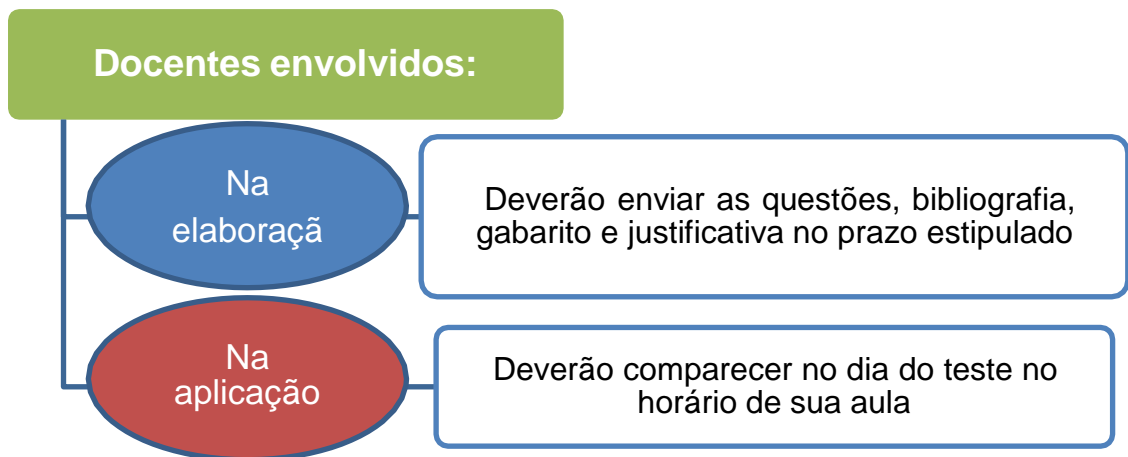 Docentes envolvidos:
Na
elaboraçã
Deverão enviar as questões, bibliografia,
gabarito e justificativa no prazo estipulado
Na
aplicação
Deverão comparecer no dia do teste no
horário de sua aula